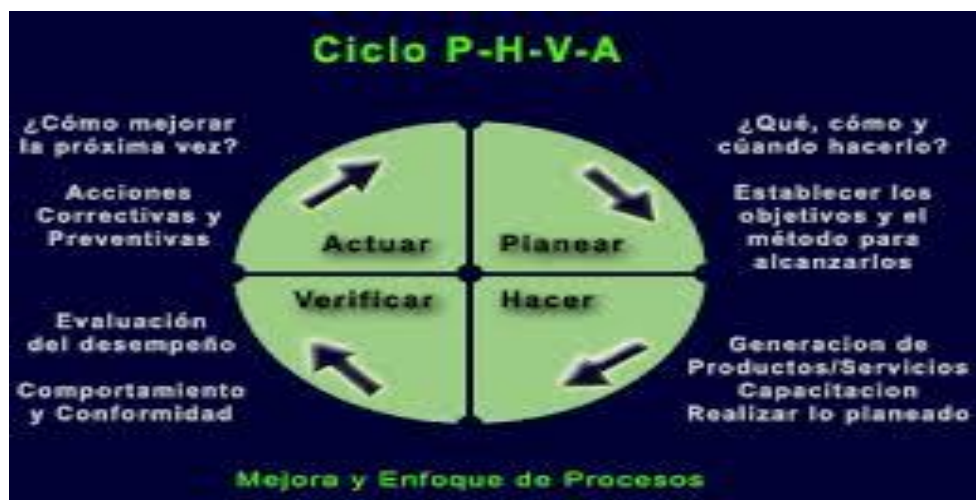 Ciclo P-H-V-A
¿Cómo mejorar
la próxima vez?
Acciones
Correctivas y
Preventivas
¿Qué, cómo y
cúando hacerlo?
Establecer los
objetivos y el
método para
alcanzarlos
Actuar
Planear
Verificar
Hacer
Evaluación
del desempeño
Comportamiento
y Conformidad
Generacion de
Productos/Servicios
Capacitacion
Realizar lo planeado
Mejora y Enfoque de Procesos